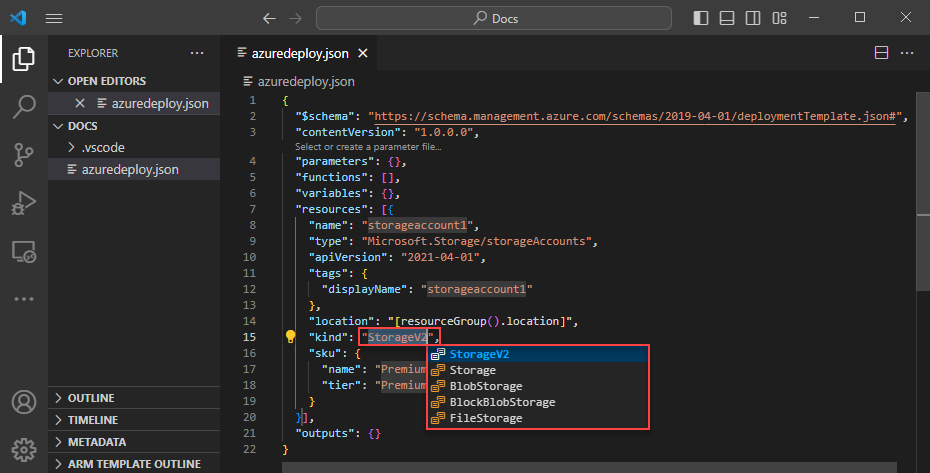 Docs
EXPLORER
OPEN EDITORS
azuredeploy.json
DOCS
.vscode
azuredeploy.json
OUTLINE
TIMELINE
METADATA
ARM TEMPLATE OUTLINE
azuredeploy.json
azuredeploy.json
1 {
2 "$schema": "https://schema.management.azure.com/schemas/2019-04-01/deploymentTemplate.json#",
3 "contentVersion": "1.0.0.0",
Select or create a parameter file...
4 "parameters": {},
5 "functions": [],
6 "variables": {},
7 "resources": [{
8 "name": "storageaccount1",
9 "type": "Microsoft.Storage/storageAccounts",
10 "apiVersion": "2021-04-01",
11 "tags": {
12 "displayName": "storageaccount1"
13 },
14 "location": "[resourceGroup().location]",
15 "kind": "StorageV2",
16 "sku": {
17 "name": "Premium
18 "tier": "Premium
19 }
20 }],
21 "outputs": {}
22 }
StorageV2
Storage
BlobStorage
BlockBlobStorage
FileStorage